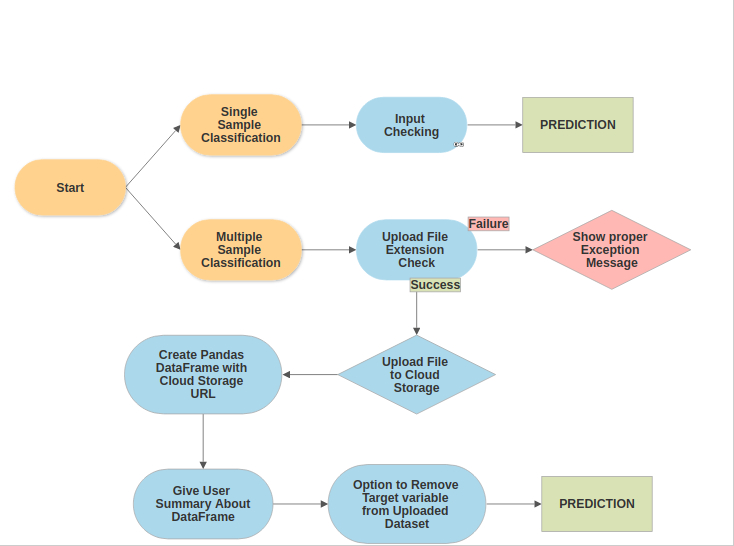 Single
Sample
Classification
Input
Checking
PREDICTION
Start
Multiple
Sample
Classification
Upload File
Extension
Check
Failure
Success
Show proper
Exception
Message
Upload File
to Cloud
Storage
Create Pandas
DataFrame with
Cloud Storage
URL
Give User
Summary About
DataFrame
Option to Remove
Target variable
from Uploaded
Dataset
PREDICTION